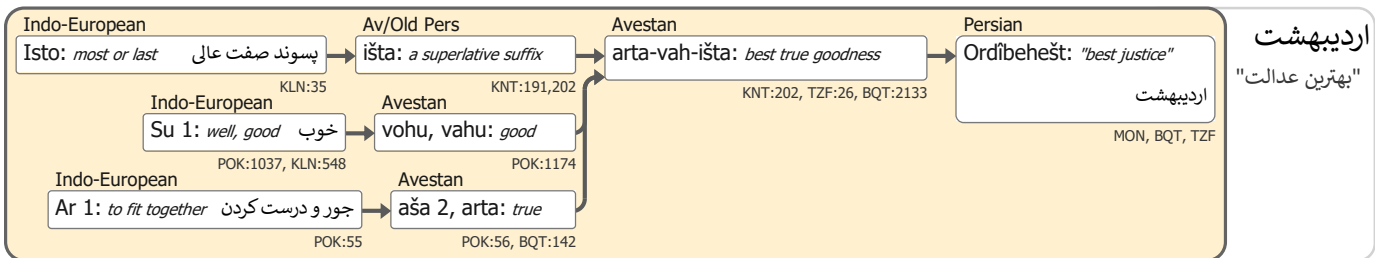 Indo-European
Isto: most or last پسوند صفت عالی
KLN:35
Av/Old Pers
išta: a superlative suffix
KNT:191,202
Avestan
arta-vah-išta: best true goodness
KNT:202, TZF:26, BQT:2133
Persian
Ordîbehešt: "best justice"
اردیبهشت
MON, BQT, TZF
اردیبهشت
"بهترین عدالت"
Indo-European
Su 1: well, good خوب
POK:1037, KLN:548
Avestan
vohu, vahu: good
POK:1174
Indo-European
Ar 1: to fit together جور و درست کردن
POK:55
Avestan
aša 2, arta: true
POK:56, BQT:142